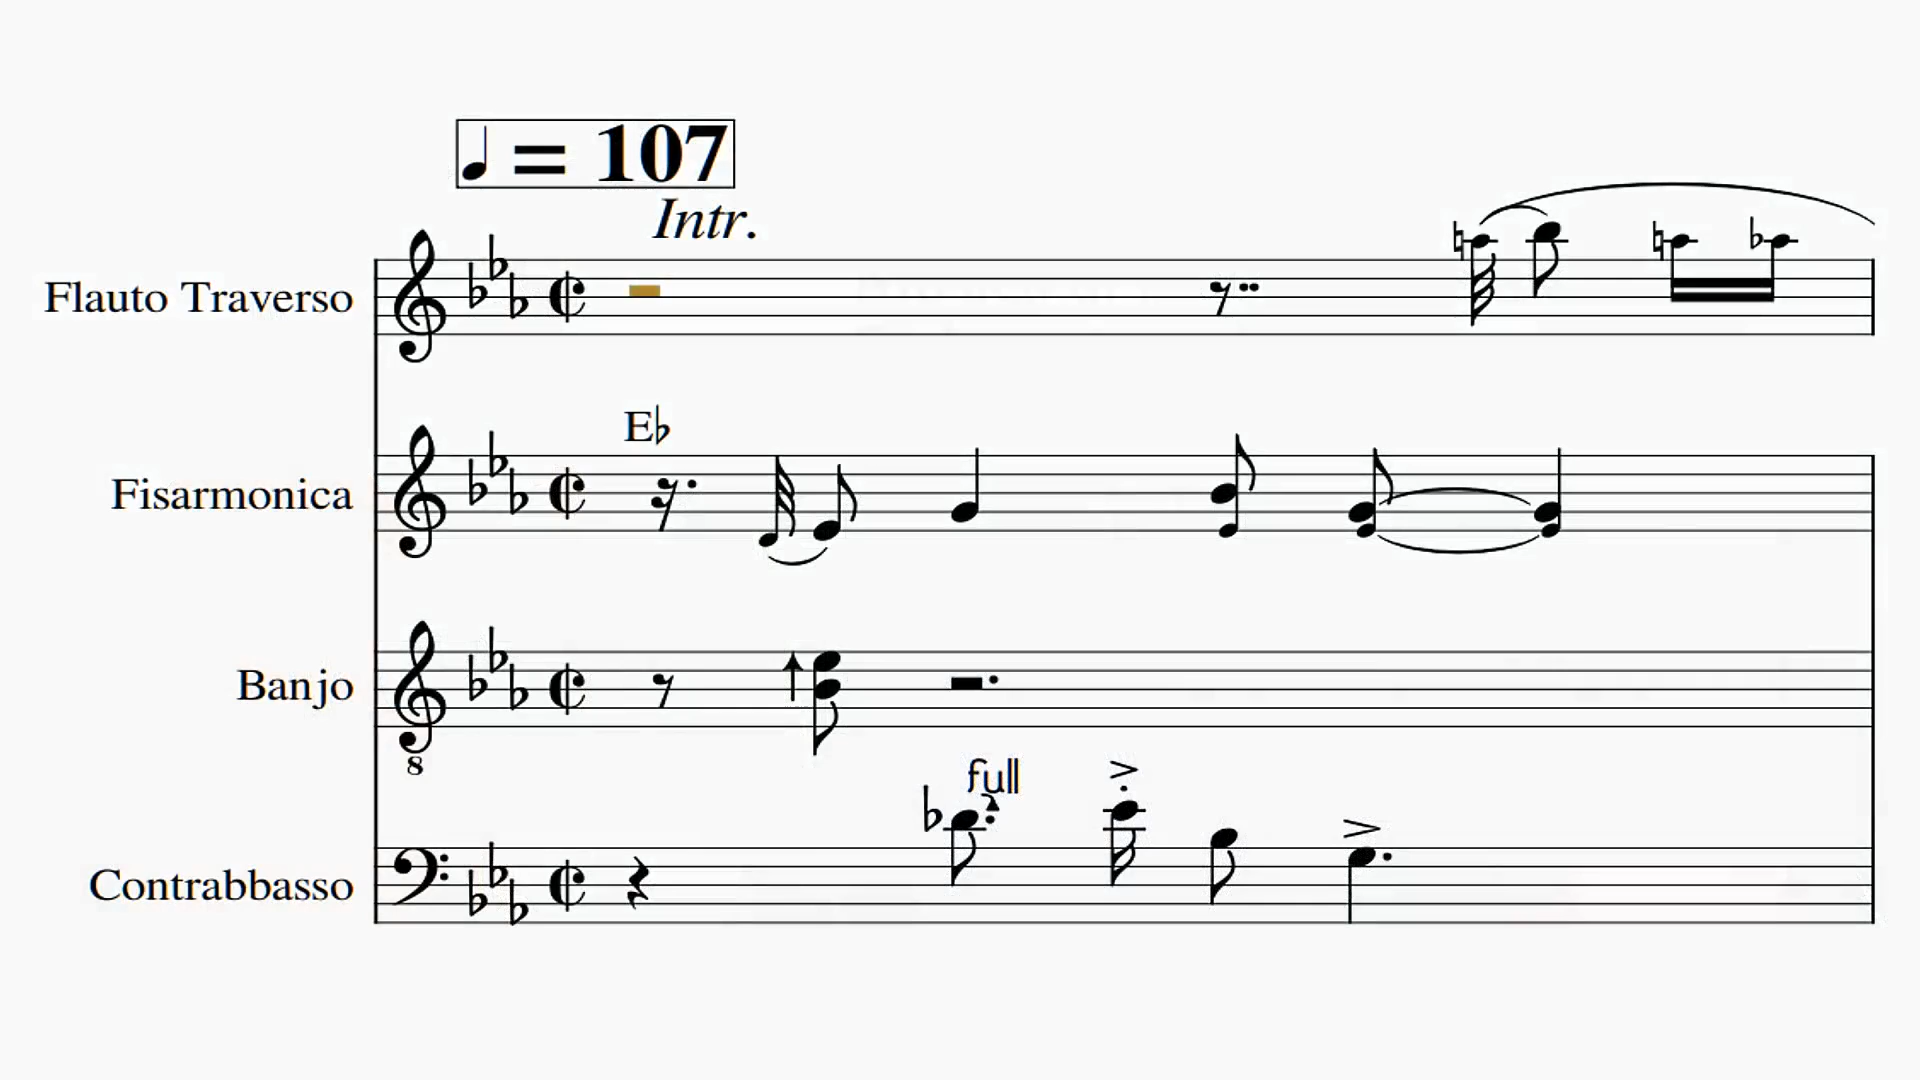 ♩ = 107
Intr.
Flauto Traverso
E♭
Fisarmonica
Banjo
8
full
Contrabbasso